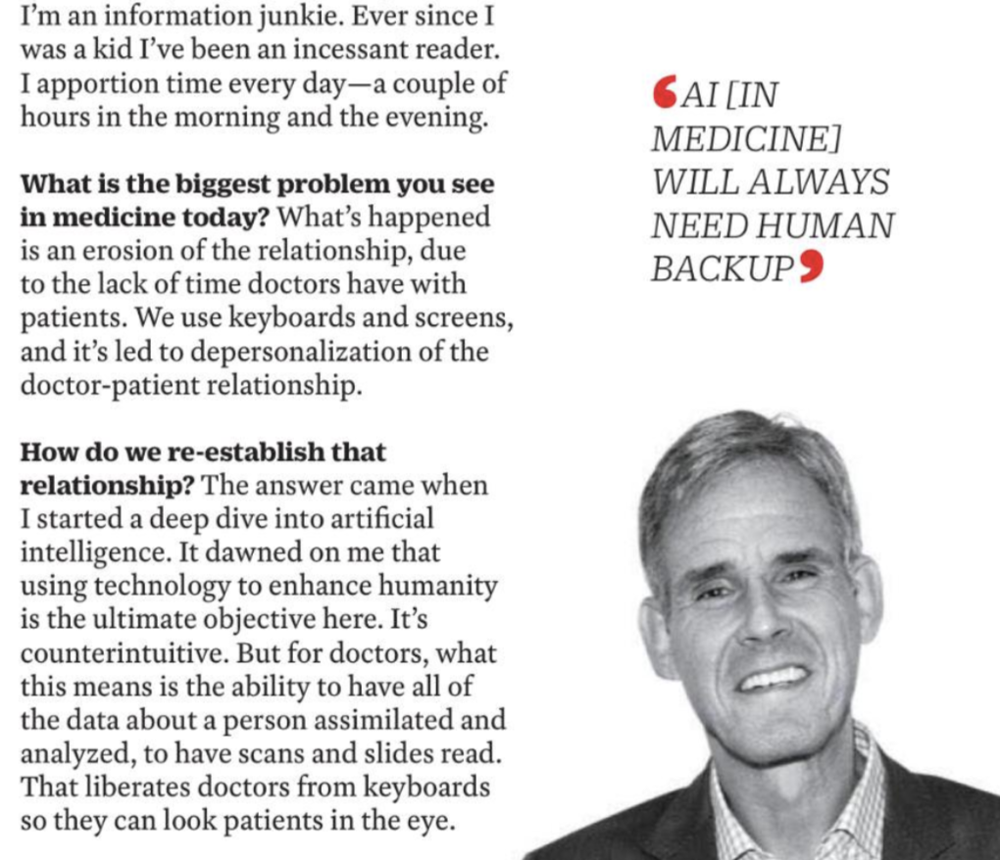 I’m an information junkie. Ever since I
was a kid I’ve been an incessant reader.
I apportion time every day—a couple of
hours in the morning and the evening.
What is the biggest problem you see
in medicine today? What’s happened
is an erosion of the relationship, due
to the lack of time doctors have with
patients. We use keyboards and screens,
and it’s led to depersonalization of the
doctor-patient relationship.
How do we re-establish that
relationship? The answer came when
I started a deep dive into artificial
intelligence. It dawned on me that
using technology to enhance humanity
is the ultimate objective here. It’s
counterintuitive. But for doctors, what
this means is the ability to have all of
the data about a person assimilated and
analyzed, to have scans and slides read.
That liberates doctors from keyboards
so they can look patients in the eye.
‘AI [IN
MEDICINE]
WILL ALWAYS
NEED HUMAN
BACKUP’